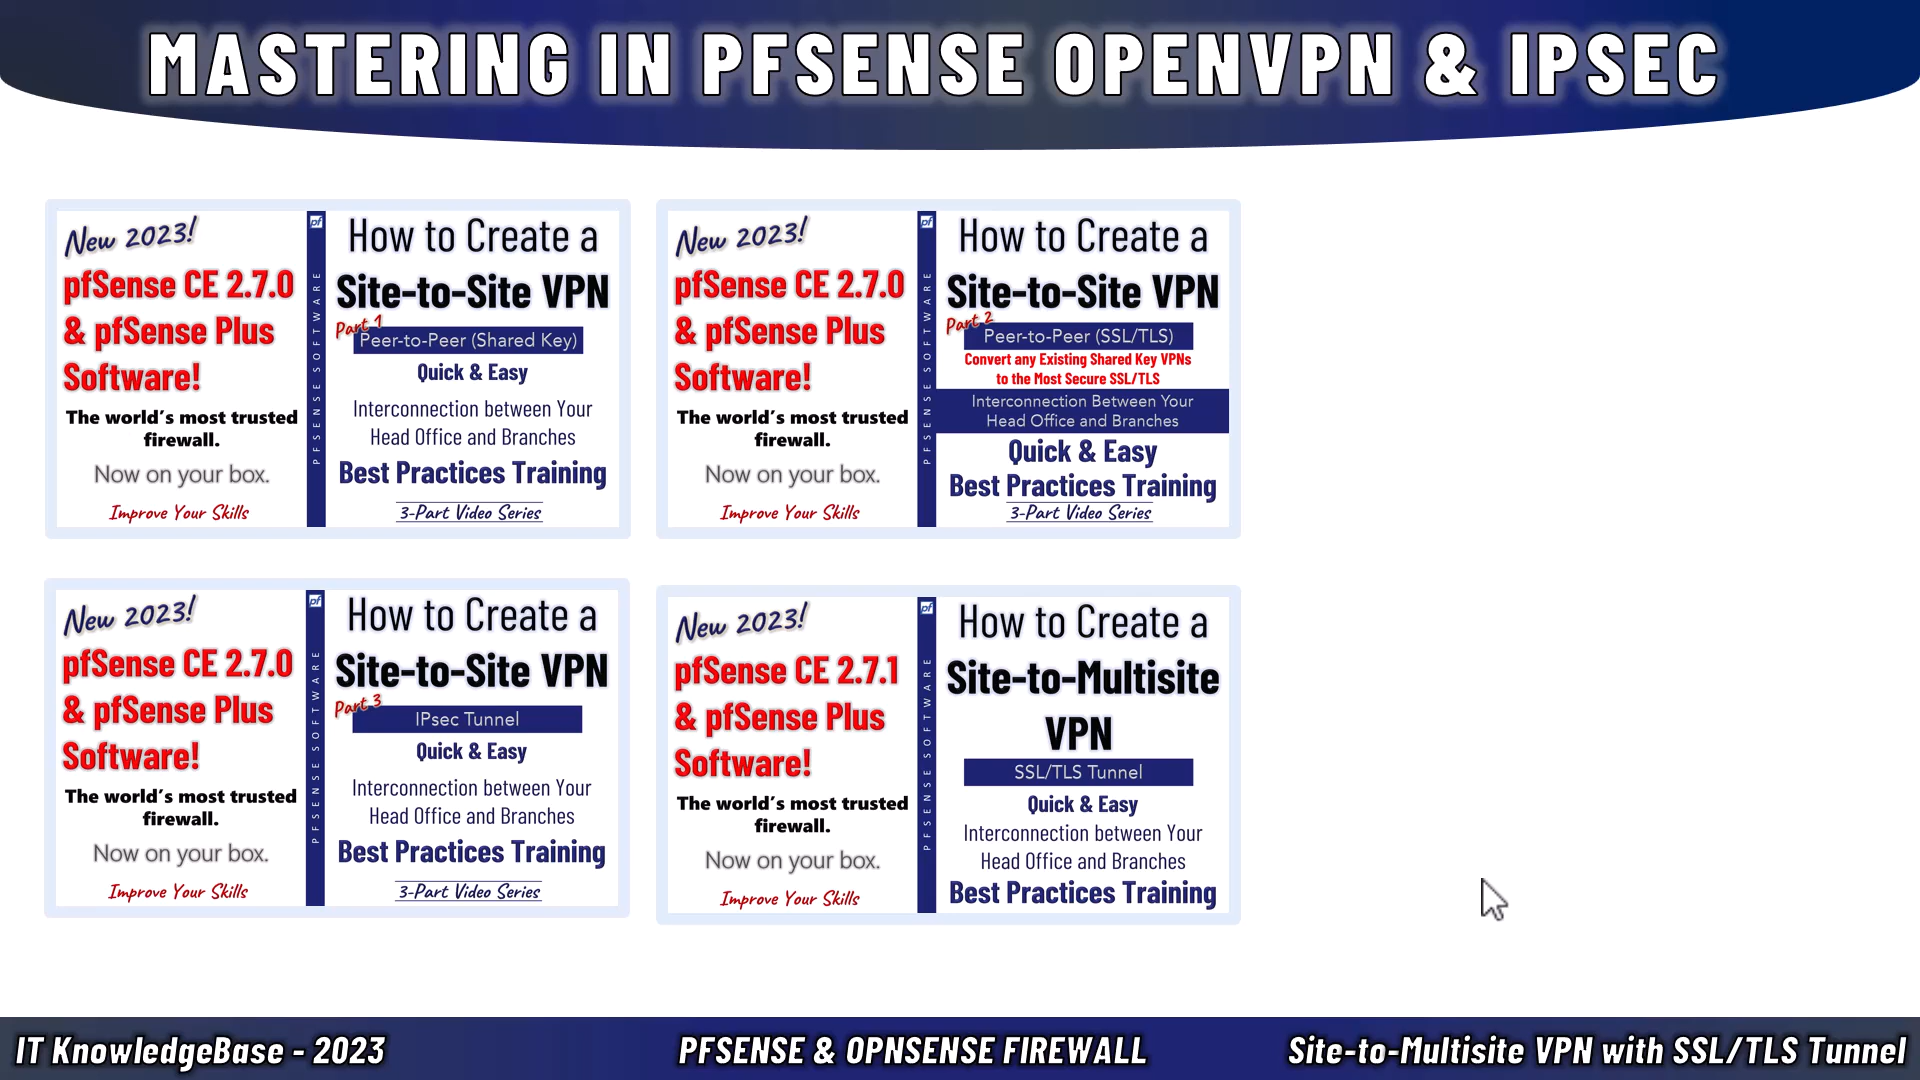 MASTERING IN PFSENSE OPENVPN & IPSEC
New 2023!
pfSense CE 2.7.0
& pfSense Plus
Software!
The world's most trusted
firewall.
Now on your box.
Improve Your Skills
pf
PFSENSE SOFTWARE
How to Create a
Site-to-Site VPN
Part 1
Peer-to-Peer (Shared Key)
Quick & Easy
Interconnection between Your
Head Office and Branches
Best Practices Training
3-Part Video Series
New 2023!
pfSense CE 2.7.0
& pfSense Plus
Software!
The world's most trusted
firewall.
Now on your box.
Improve Your Skills
pf
PFSENSE SOFTWARE
How to Create a
Site-to-Site VPN
Part 2
Peer-to-Peer (SSL/TLS)
Convert any Existing Shared Key VPNs
to the Most Secure SSL/TLS
Interconnection Between Your
Head Office and Branches
Quick & Easy
Best Practices Training
3-Part Video Series
New 2023!
pfSense CE 2.7.0
& pfSense Plus
Software!
The world's most trusted
firewall.
Now on your box.
Improve Your Skills
pf
PFSENSE SOFTWARE
How to Create a
Site-to-Site VPN
Part 3
IPsec Tunnel
Quick & Easy
Interconnection between Your
Head Office and Branches
Best Practices Training
3-Part Video Series
New 2023!
pfSense CE 2.7.1
& pfSense Plus
Software!
The world's most trusted
firewall.
Now on your box.
Improve Your Skills
pf
PFSENSE SOFTWARE
How to Create a
Site-to-Multisite
VPN
SSL/TLS Tunnel
Quick & Easy
Interconnection between Your
Head Office and Branches
Best Practices Training
IT KnowledgeBase - 2023
PFSENSE & OPNSENSE FIREWALL
Site-to-Multisite VPN with SSL/TLS Tunnel